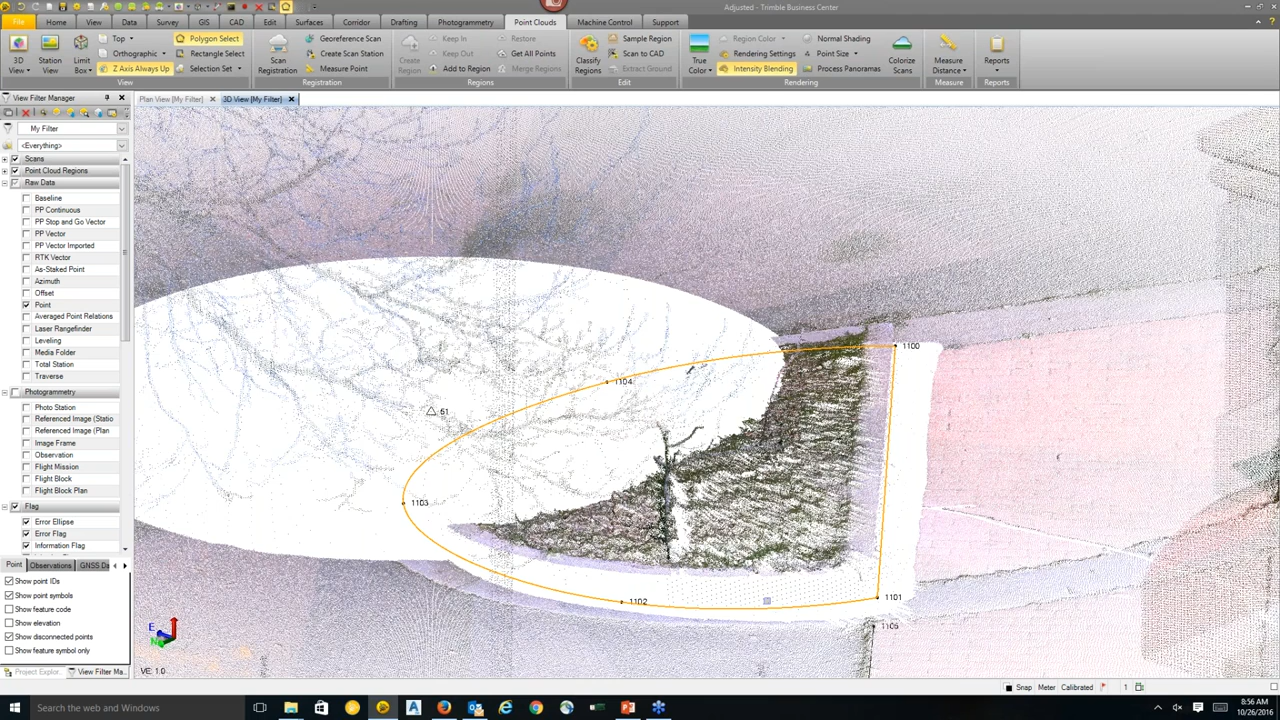 Adjusted - Trimble Business Center
File Home View Data Survey GIS CAD Edit Surfaces Corridor Drafting Photogrammetry Point Clouds Machine Control Support
Top Polygon Select Georeference Scan Keep In Restore Sample Region Region Color Normal Shading
Orthographic Rectangle Select Create Scan Station Keep Out Get All Points Scan to CAD Rendering Settings Point Size
Z Axis Always Up Selection Set Measure Point Add to Region Merge Regions Extract Ground Intensity Blending Process Panoramas
3D View
Station View
Limit Box
Scan Registration
Create Region
Classify Regions
True Color
Colorize Scans
Measure Distance
Reports
View Registration Regions Edit Rendering Measure Reports
View Filter Manager
Plan View [My Filter] 3D View [My Filter]
My Filter
<Everything>
Scans
Point Cloud Regions
Raw Data
Baseline
PP Continuous
PP Stop and Go Vector
PP Vector
PP Vector Imported
RTK Vector
As-Staked Point
Azimuth
Offset
Point
Averaged Point Relations
Laser Rangefinder
Leveling
Media Folder
Total Station
Traverse
Photogrammetry
Photo Station
Referenced Image (Statio
Referenced Image (Plan
Image Frame
Observation
Flight Mission
Flight Block
Flight Block Plan
Flag
Error Ellipse
Error Flag
Information Flag
Point Observations GNSS Da
Show point IDs
Show point symbols
Show feature code
Show elevation
Show disconnected points
Show feature symbol only
Project Explor... View Filter Ma...
1100
1104
51
1103
1101
1102
1105
E
VE: 1.0
Snap Meter Calibrated 1
Search the web and Windows
8:56 AM
10/26/2016